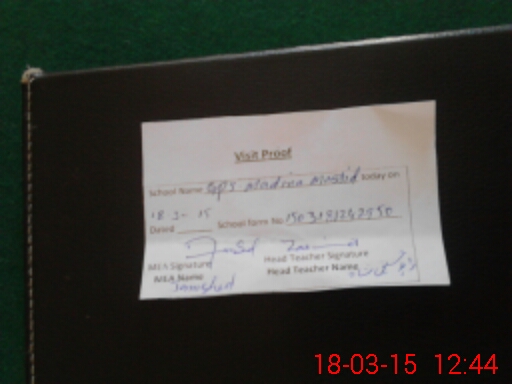 Visit Proof
School Name GPS Madina Masjid today on
18-3-15
Dated School form No
MEA Signature Head Teacher Signature
MEA Name Head Teacher Name
Jamshed
18-03-15 12:44